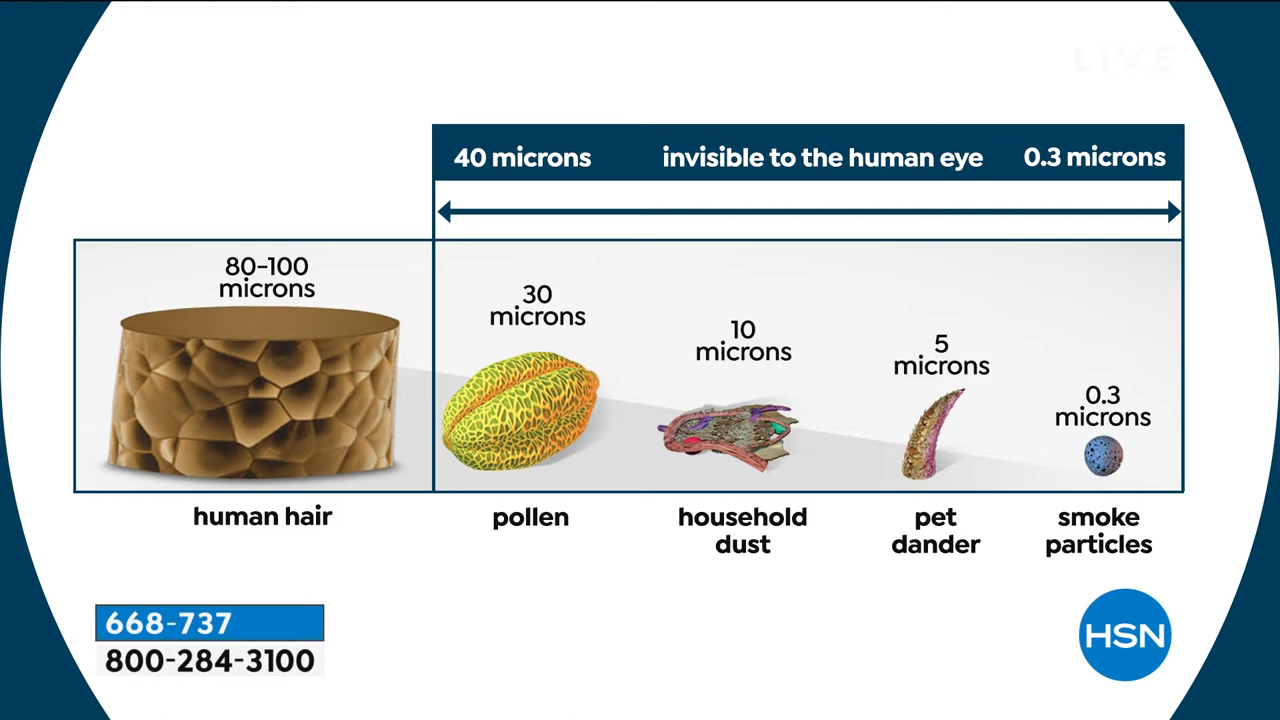 LIVE
40 microns invisible to the human eye 0.3 microns
80-100
microns
30
microns
10
microns
5
microns
0.3
microns
human hair
pollen
household
dust
pet
dander
smoke
particles
668-737
800-284-3100
HSN